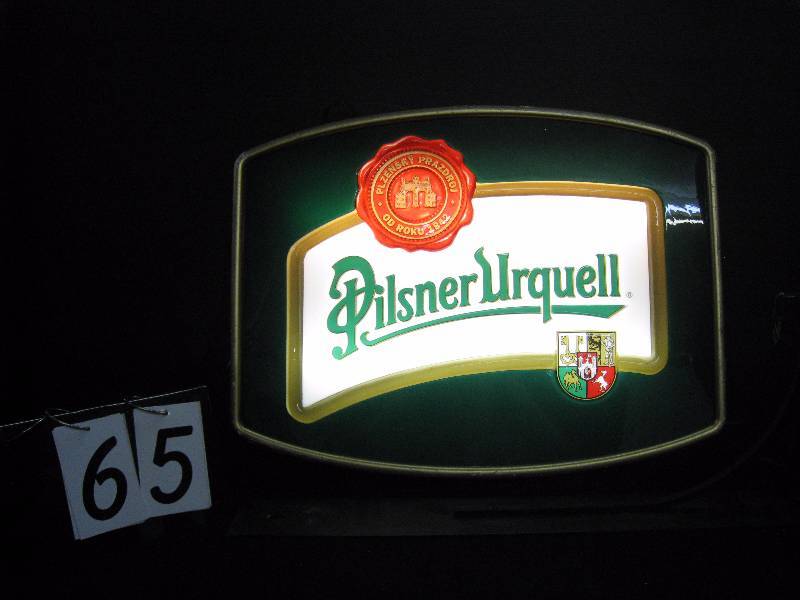 PLZEŇSKÝ PRAZDROJ
OD ROKU 1842
Pilsner Urquell ®
65